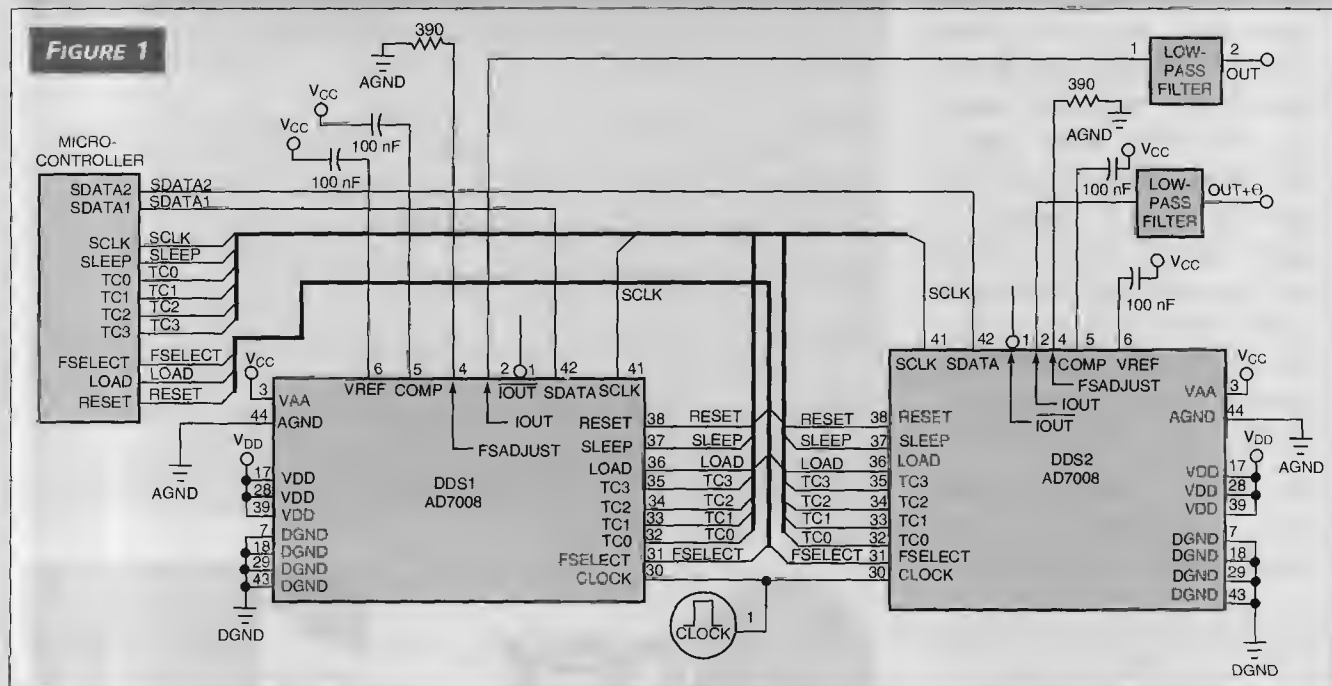 FIGURE 1
390
AGND
VCC
VCC
100 nF
100 nF
MICRO-
CONTROLLER
SDATA2
SDATA1
SCLK
SLEEP
TC0
TC1
TC2
TC3
FSELECT
LOAD
RESET
SDATA2
SDATA1
SCLK
SLEEP
TC0
TC1
TC2
TC3
FSELECT
LOAD
RESET
1
LOW-
PASS
FILTER
2
OUT
390
AGND
VCC
100 nF
LOW-
PASS
FILTER
OUT+Θ
VCC
100 nF
SCLK
SCLK
6 5 4 2 1 42 41
VREF COMP IOUT SDATA SCLK
IOUT
FSADJUST
VCC
3 VAA
44 AGND
AGND
VDD
17 VDD
28 VDD
39 VDD
7 DGND
18 DGND
29 DGND
43 DGND
DGND
DDS1
AD7008
RESET 38 RESET
SLEEP 37 SLEEP
LOAD 36 LOAD
TC3 35 TC3
TC2 34 TC2
TC1 33 TC1
TC0 32 TC0
FSELECT 31 FSELECT
CLOCK 30
CLOCK
1
41 42 1 2 4 5 6
SCLK SDATA COMP VREF
FSADJUST
IOUT
IOUT
RESET 38 RESET
SLEEP 37 SLEEP
LOAD 36 LOAD
TC3 35 TC3
TC2 34 TC2
TC1 33 TC1
TC0 32 TC0
FSELECT 31 FSELECT
30 CLOCK
DDS2
AD7008
VCC
VAA 3
AGND 44
AGND
VDD
VDD 17
VDD 28
VDD 39
DGND 7
DGND 18
DGND 29
DGND 43
DGND